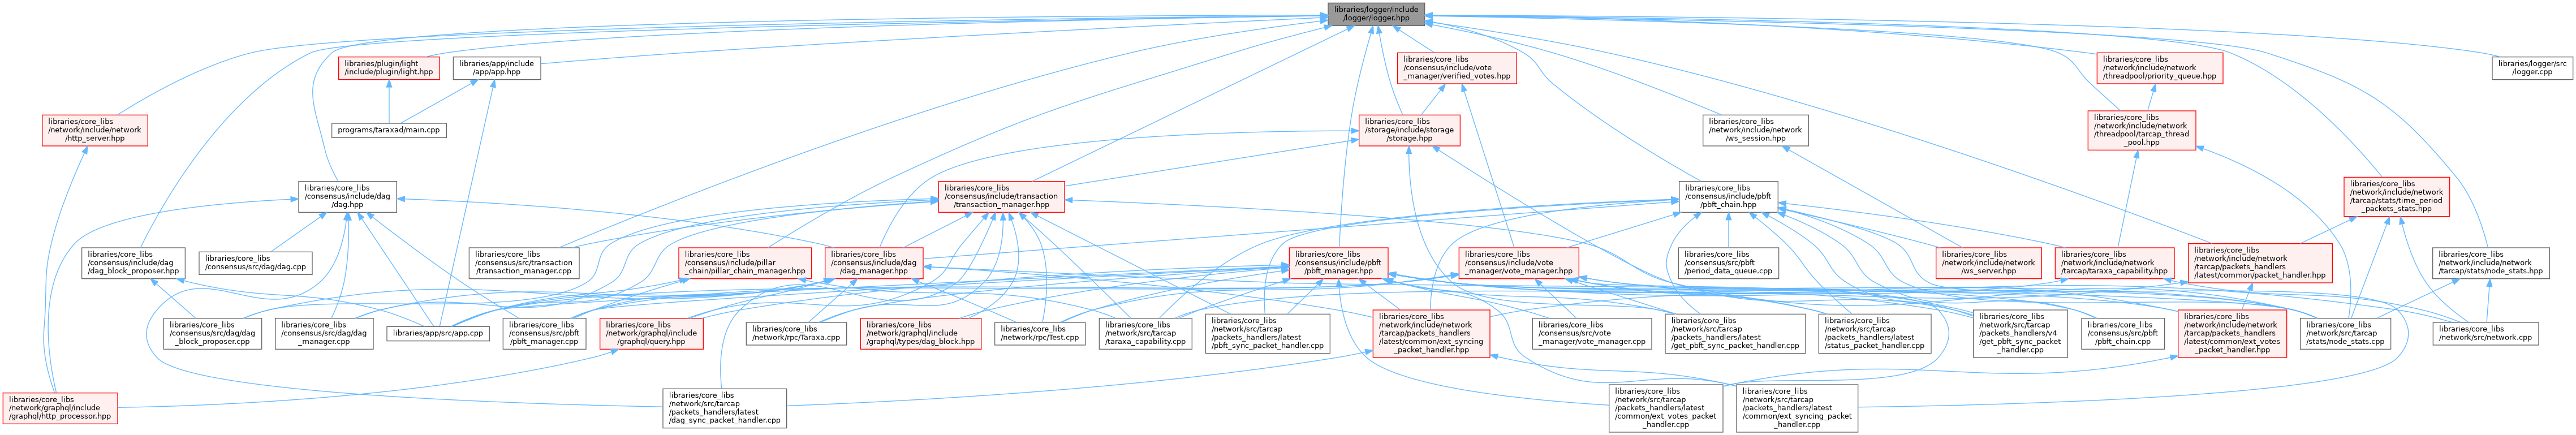 libraries/logger/include
/logger/logger.hpp
libraries/plugin/light
/include/plugin/light.hpp
libraries/app/include
/app/app.hpp
libraries/core_libs
/consensus/include/vote
_manager/verified_votes.hpp
libraries/core_libs
/network/include/network
/threadpool/priority_queue.hpp
libraries/logger/src
/logger.cpp
libraries/core_libs
/network/include/network
/http_server.hpp
programs/taraxad/main.cpp
libraries/core_libs
/storage/include/storage
/storage.hpp
libraries/core_libs
/network/include/network
/ws_session.hpp
libraries/core_libs
/network/include/network
/threadpool/tarcap_thread
_pool.hpp
libraries/core_libs
/consensus/include/dag
/dag.hpp
libraries/core_libs
/consensus/include/transaction
/transaction_manager.hpp
libraries/core_libs
/consensus/include/pbft
/pbft_chain.hpp
libraries/core_libs
/network/include/network
/tarcap/stats/time_period
_packets_stats.hpp
libraries/core_libs
/consensus/include/dag
/dag_block_proposer.hpp
libraries/core_libs
/consensus/src/dag/dag.cpp
libraries/core_libs
/consensus/src/transaction
/transaction_manager.cpp
libraries/core_libs
/consensus/include/pillar
_chain/pillar_chain_manager.hpp
libraries/core_libs
/consensus/include/dag
/dag_manager.hpp
libraries/core_libs
/consensus/include/pbft
/pbft_manager.hpp
libraries/core_libs
/consensus/include/vote
_manager/vote_manager.hpp
libraries/core_libs
/consensus/src/pbft
/period_data_queue.cpp
libraries/core_libs
/network/include/network
/ws_server.hpp
libraries/core_libs
/network/include/network
/tarcap/taraxa_capability.hpp
libraries/core_libs
/network/include/network
/tarcap/packets_handlers
/latest/common/packet_handler.hpp
libraries/core_libs
/network/include/network
/tarcap/stats/node_stats.hpp
libraries/core_libs
/consensus/src/dag/dag
_block_proposer.cpp
libraries/core_libs
/consensus/src/dag/dag
_manager.cpp
libraries/app/src/app.cpp
libraries/core_libs
/consensus/src/pbft
/pbft_manager.cpp
libraries/core_libs
/network/graphql/include
/graphql/query.hpp
libraries/core_libs
/network/rpc/Taraxa.cpp
libraries/core_libs
/network/graphql/include
/graphql/types/dag_block.hpp
libraries/core_libs
/network/rpc/Test.cpp
libraries/core_libs
/network/src/tarcap
/taraxa_capability.cpp
libraries/core_libs
/network/src/tarcap
/packets_handlers/latest
/pbft_sync_packet_handler.cpp
libraries/core_libs
/network/include/network
/tarcap/packets_handlers
/latest/common/ext_syncing
_packet_handler.hpp
libraries/core_libs
/consensus/src/vote
_manager/vote_manager.cpp
libraries/core_libs
/network/src/tarcap
/packets_handlers/latest
/get_pbft_sync_packet_handler.cpp
libraries/core_libs
/network/src/tarcap
/packets_handlers/latest
/status_packet_handler.cpp
libraries/core_libs
/network/src/tarcap
/packets_handlers/v4
/get_pbft_sync_packet
_handler.cpp
libraries/core_libs
/consensus/src/pbft
/pbft_chain.cpp
libraries/core_libs
/network/include/network
/tarcap/packets_handlers
/latest/common/ext_votes
_packet_handler.hpp
libraries/core_libs
/network/src/tarcap
/stats/node_stats.cpp
libraries/core_libs
/network/src/network.cpp
libraries/core_libs
/network/graphql/include
/graphql/http_processor.hpp
libraries/core_libs
/network/src/tarcap
/packets_handlers/latest
/dag_sync_packet_handler.cpp
libraries/core_libs
/network/src/tarcap
/packets_handlers/latest
/common/ext_votes_packet
_handler.cpp
libraries/core_libs
/network/src/tarcap
/packets_handlers/latest
/common/ext_syncing_packet
_handler.cpp